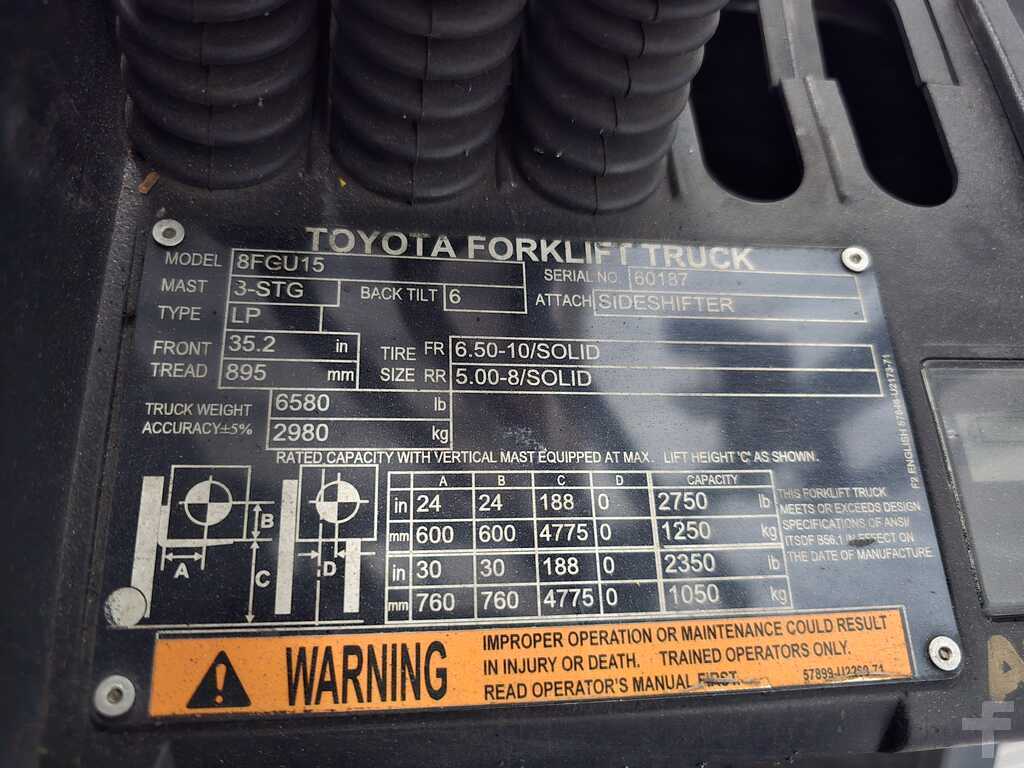 TOYOTA FORKLIFT TRUCK
MODEL 8FGU15 SERIAL NO. 60187
MAST 3-STG BACK TILT 6 ATTACH SIDESHIFTER
TYPE LP
FRONT TREAD 35.2 in 895 mm
TIRE SIZE FR 6.50-10/SOLID
RR 5.00-8/SOLID
TRUCK WEIGHT 6580 lb
ACCURACY±5% 2980 kg
RATED CAPACITY WITH VERTICAL MAST EQUIPPED AT MAX. LIFT HEIGHT 'C' AS SHOWN.
A B C D CAPACITY
in 24 24 188 0 2750 lb
mm 600 600 4775 0 1250 kg
in 30 30 188 0 2350 lb
mm 760 760 4775 0 1050 kg
A B C D
THIS FORKLIFT TRUCK
MEETS OR EXCEEDS DESIGN
SPECIFICATIONS OF ANSI/
ITSDF B56.1 IN EFFECT ON
THE DATE OF MANUFACTURE.
F2 ENGLISH
WARNING
IMPROPER OPERATION OR MAINTENANCE COULD RESULT
IN INJURY OR DEATH. TRAINED OPERATORS ONLY.
READ OPERATOR'S MANUAL FIRST.